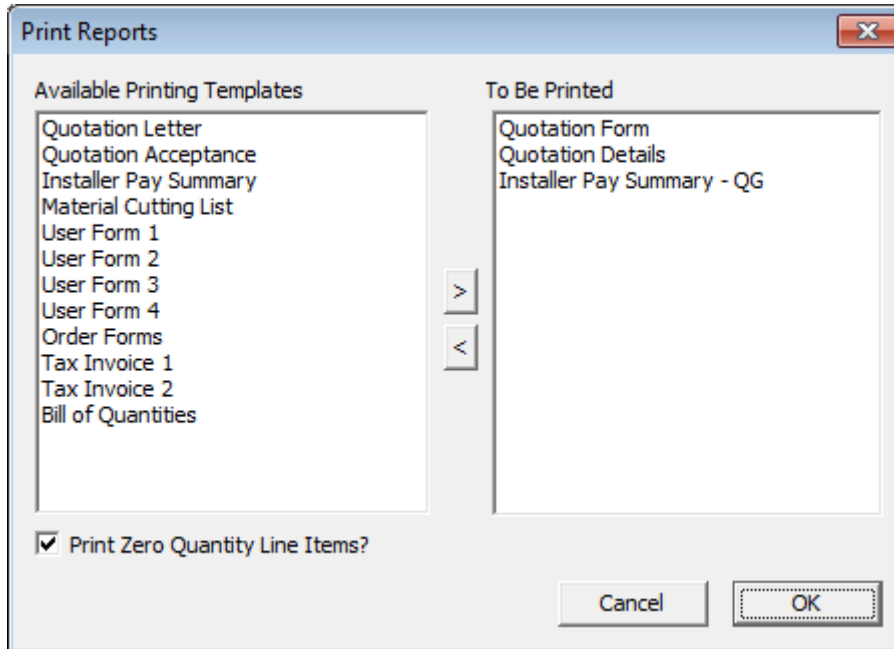 Print Reports
Available Printing Templates
Quotation Letter
Quotation Acceptance
Installer Pay Summary
Material Cutting List
User Form 1
User Form 2
User Form 3
User Form 4
Order Forms
Tax Invoice 1
Tax Invoice 2
Bill of Quantities
>
<
To Be Printed
Quotation Form
Quotation Details
Installer Pay Summary - QG
Print Zero Quantity Line Items?
Cancel
OK